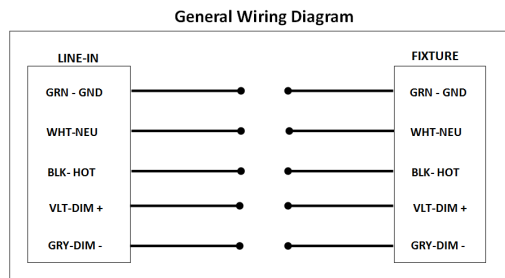 General Wiring Diagram
LINE-IN
FIXTURE
GRN - GND
GRN - GND
WHT-NEU
WHT-NEU
BLK- HOT
BLK- HOT
VLT-DIM +
VLT-DIM +
GRY-DIM -
GRY-DIM -